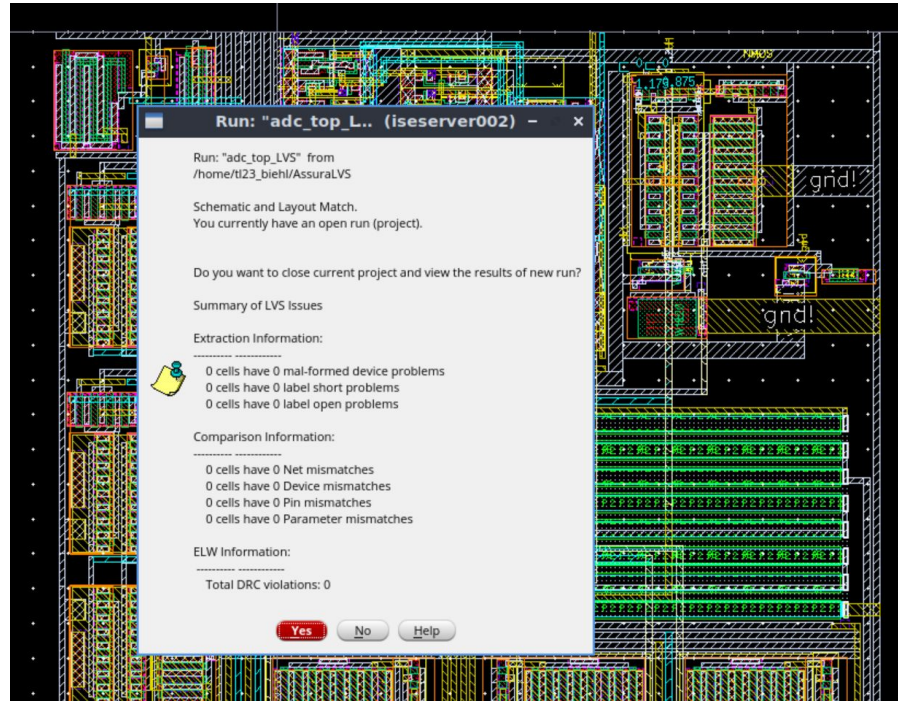 NMOS
1.179.875
Run: "adc_top_L.. (iseserver002)
Run: "adc_top_LVS" from
/home/tl23_biehl/AssuraLVS
Schematic and Layout Match.
You currently have an open run (project).
Do you want to close current project and view the results of new run?
Summary of LVS Issues
Extraction Information:
---------- ------------
0 cells have 0 mal-formed device problems
0 cells have 0 label short problems
0 cells have 0 label open problems
Comparison Information:
---------- ------------
0 cells have 0 Net mismatches
0 cells have 0 Device mismatches
0 cells have 0 Pin mismatches
0 cells have 0 Parameter mismatches
ELW Information:
---------- ------------
Total DRC violations: 0
Yes No Help
gnd!
gnd!